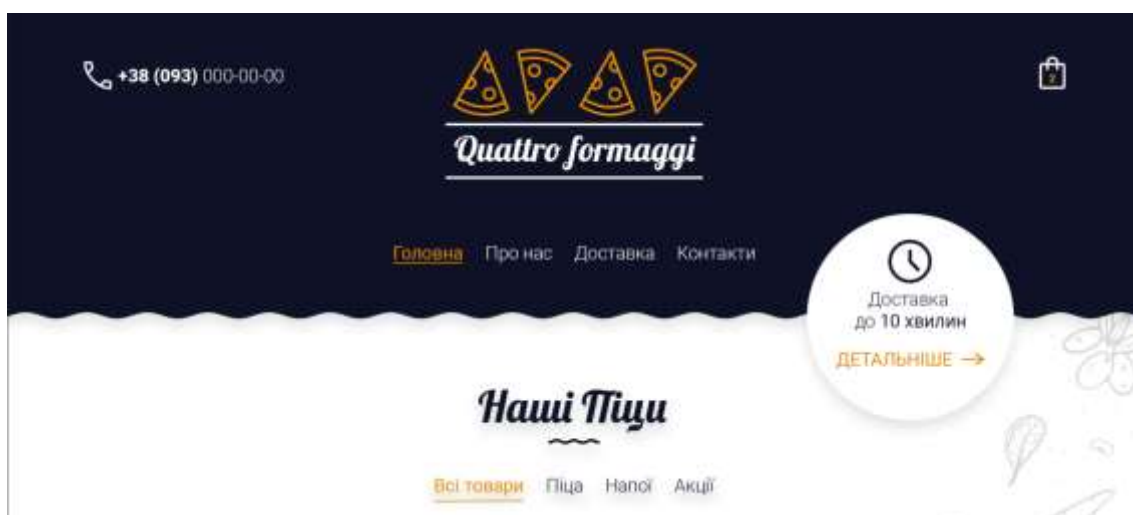 +38 (093) 000-00-00
Quattro formaggi
Головна Про нас Доставка Контакти
Доставка
до 10 хвилин
ДЕТАЛЬНІШЕ →
Наші Піци
Всі товари Піца Напої Акції